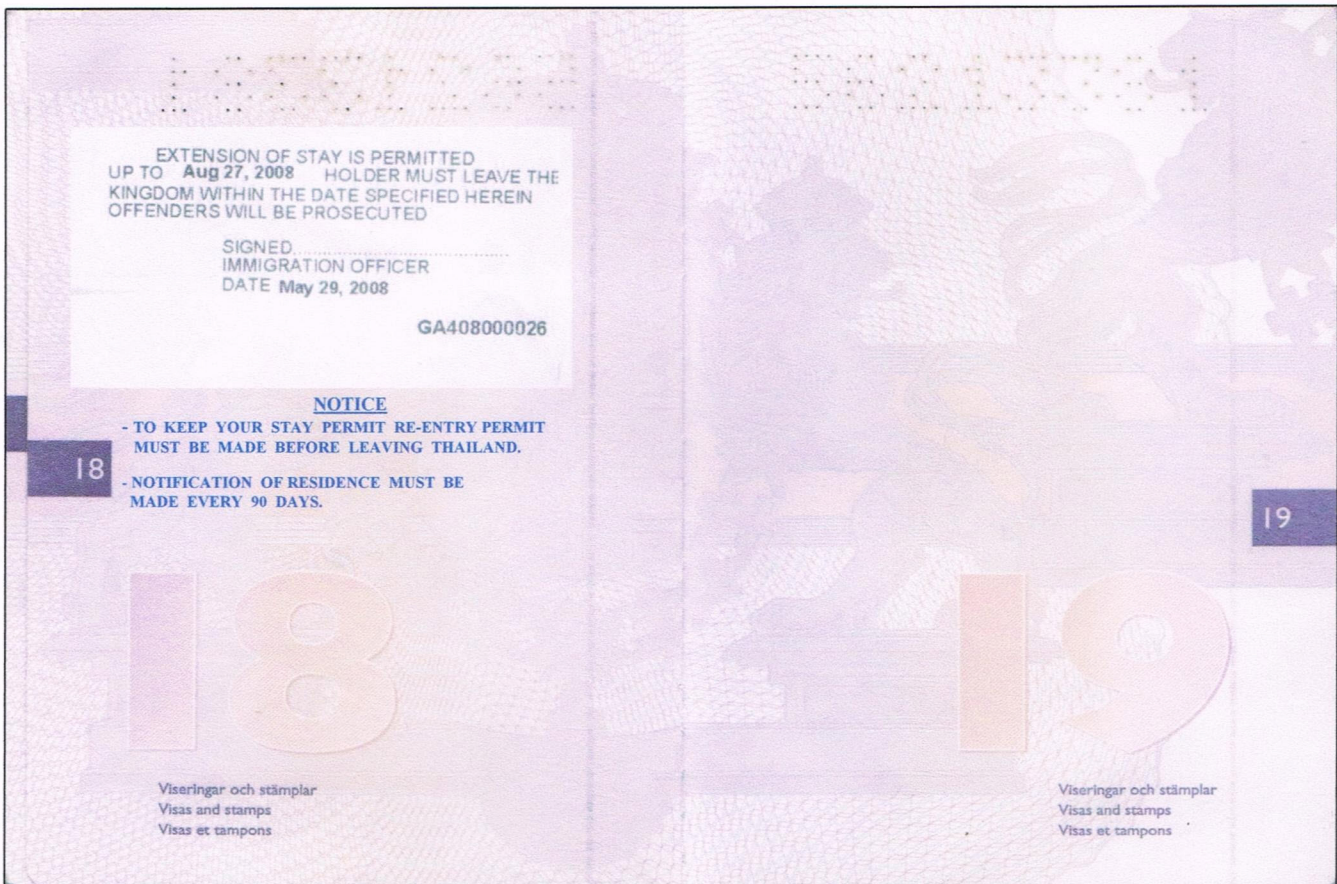 EXTENSION OF STAY IS PERMITTED
UP TO Aug 27, 2008 HOLDER MUST LEAVE THE
KINGDOM WITHIN THE DATE SPECIFIED HEREIN
OFFENDERS WILL BE PROSECUTED
SIGNED..............................................
IMMIGRATION OFFICER
DATE May 29, 2008
GA408000026
NOTICE
- TO KEEP YOUR STAY PERMIT RE-ENTRY PERMIT
MUST BE MADE BEFORE LEAVING THAILAND.
- NOTIFICATION OF RESIDENCE MUST BE
MADE EVERY 90 DAYS.
18
18
Viseringar och stämplar
Visas and stamps
Visas et tampons
19
19
Viseringar och stämplar
Visas and stamps
Visas et tampons